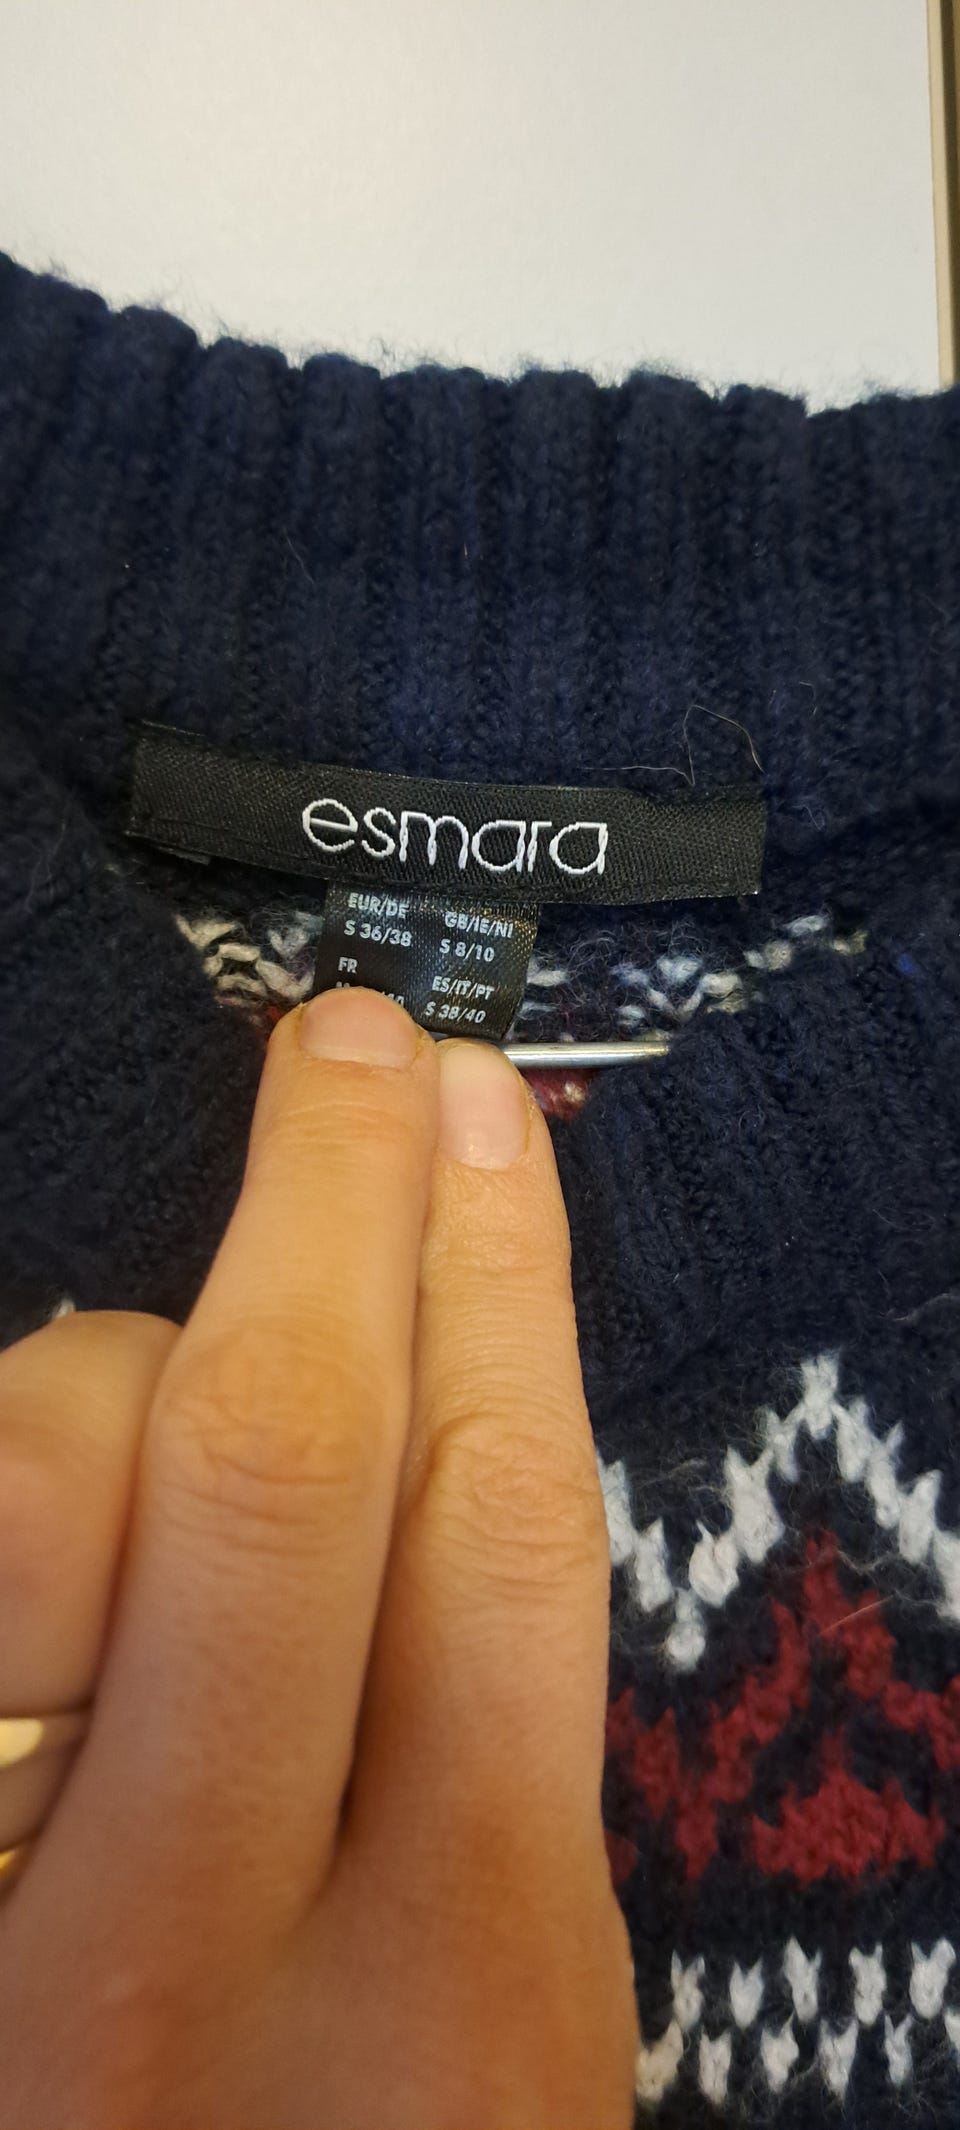 esmara
EUR/DE GB/IE/NI
S 36/38 S 8/10
FR ES/IT/PT
S 38/40